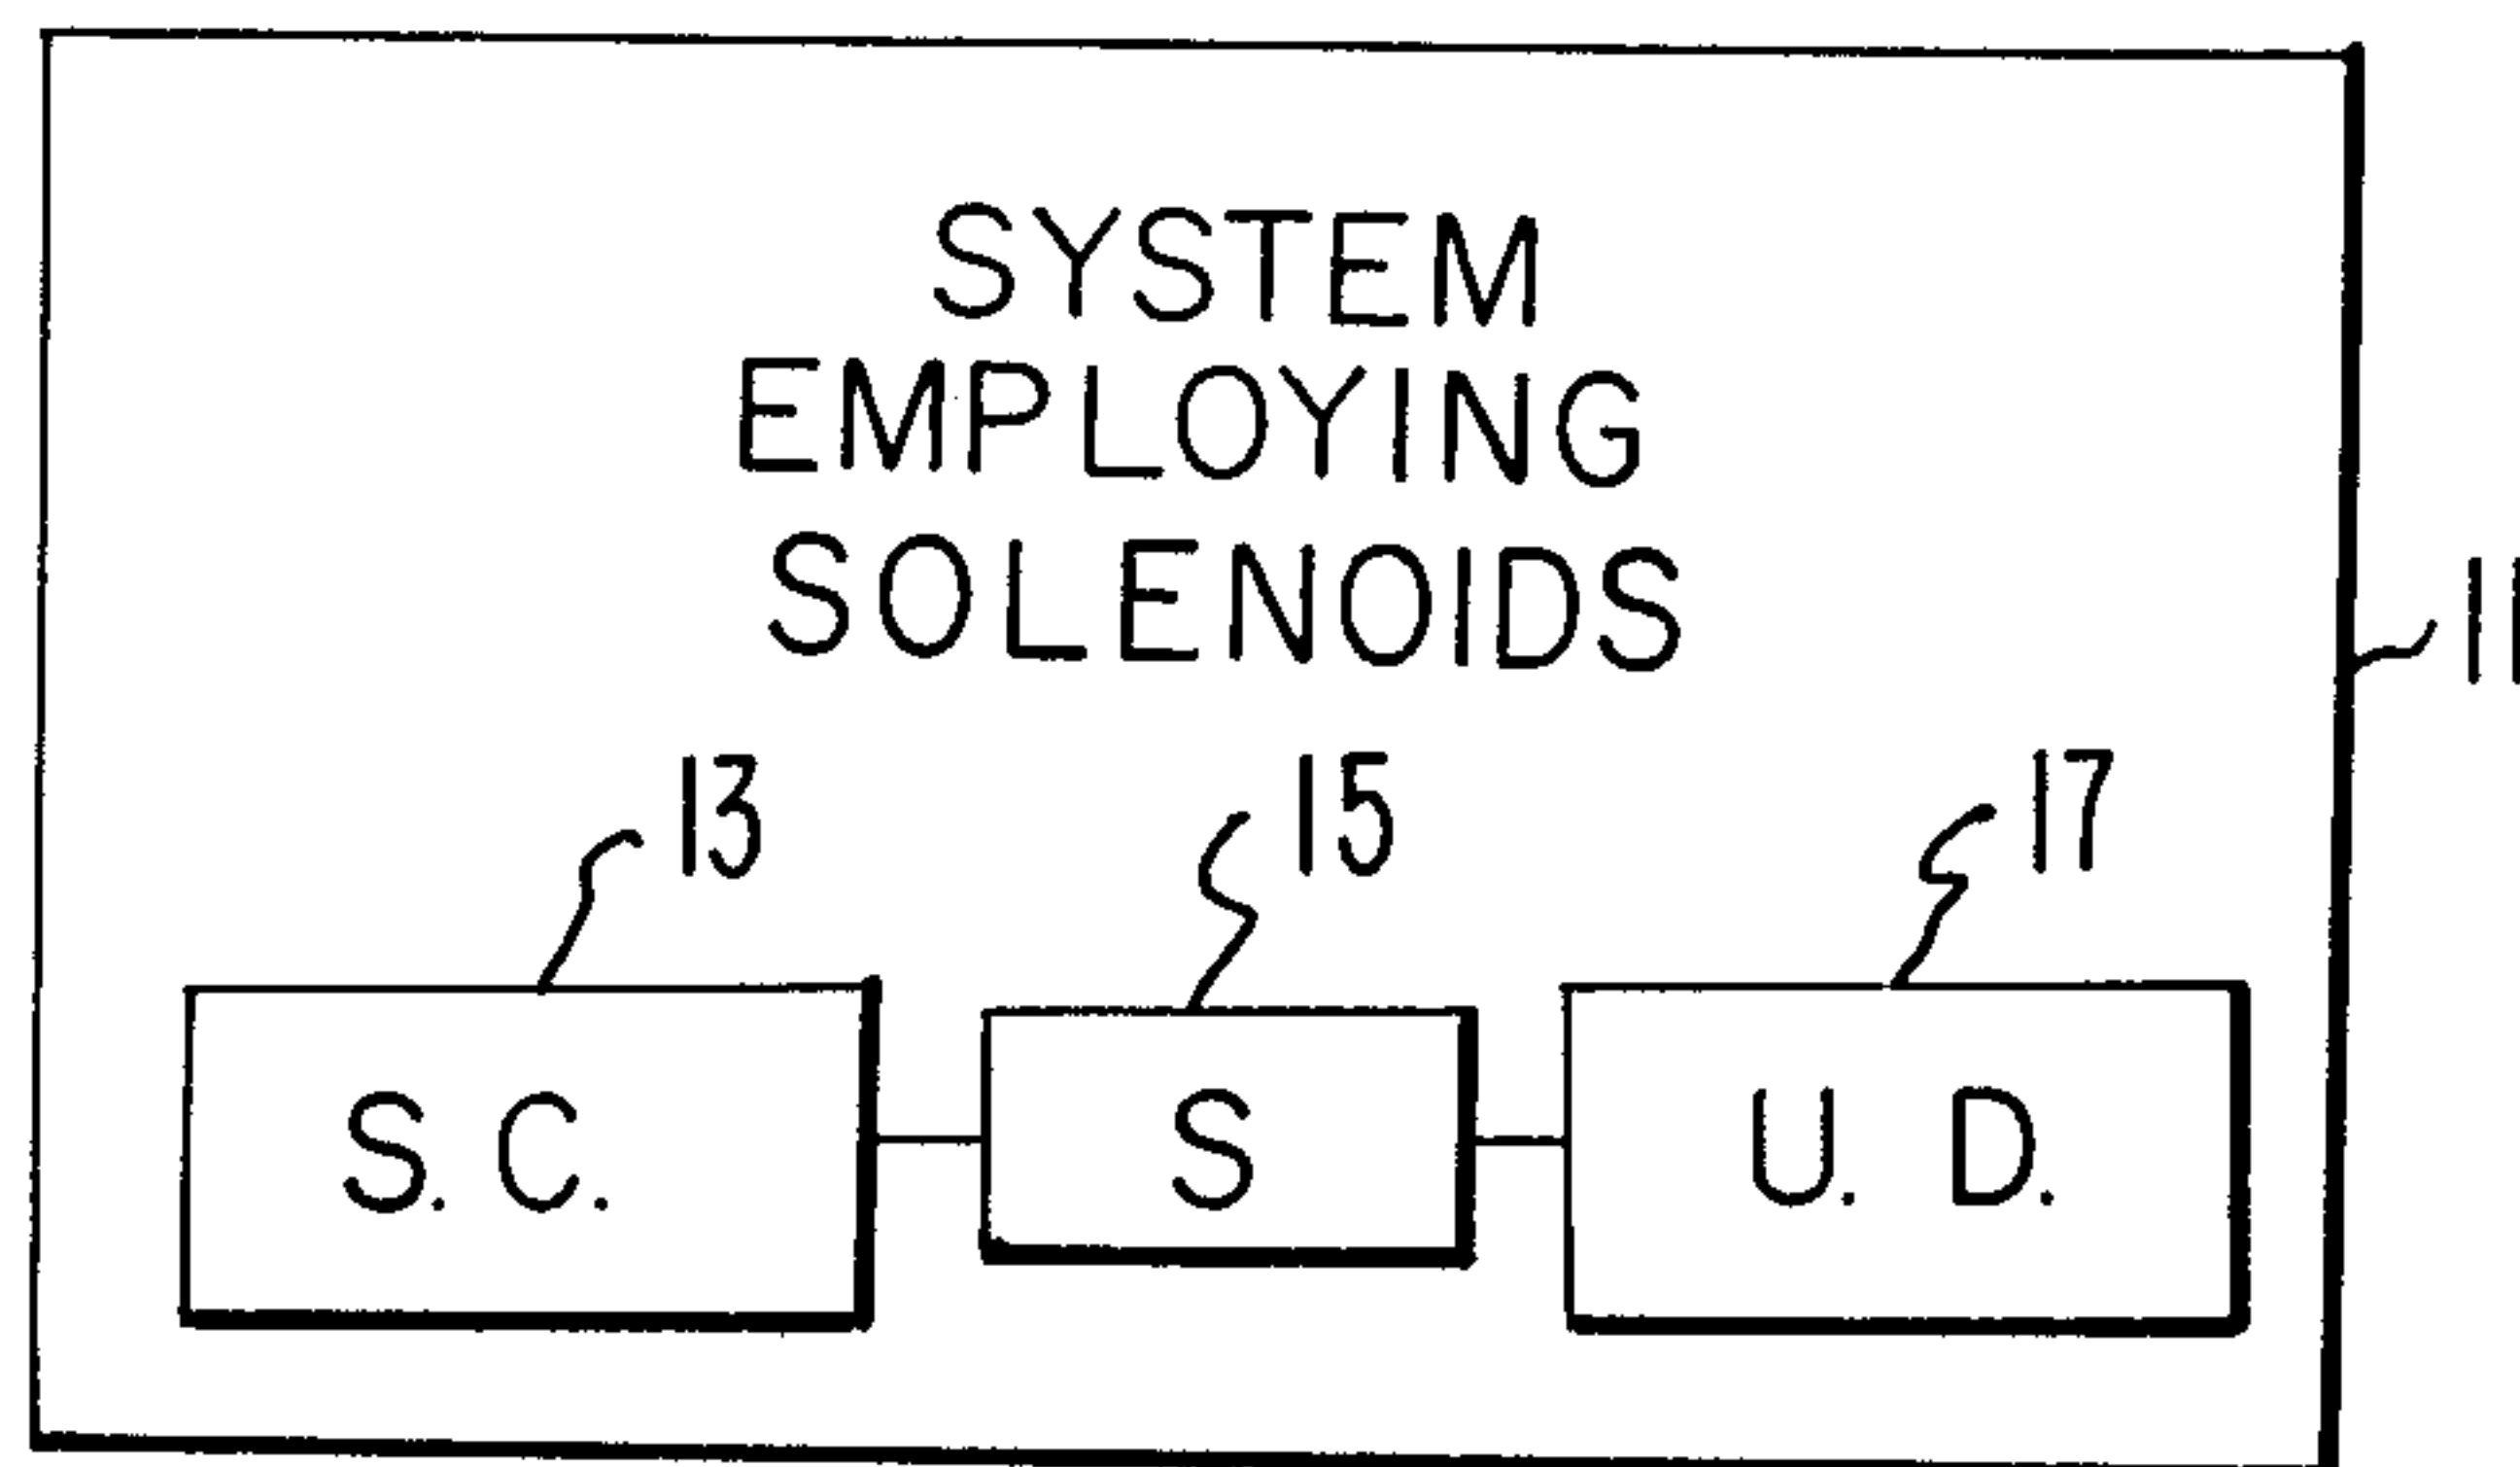 SYSTEM
EMPLOYING
SOLENOIDS
11
13 15 17
S. C. S U. D.